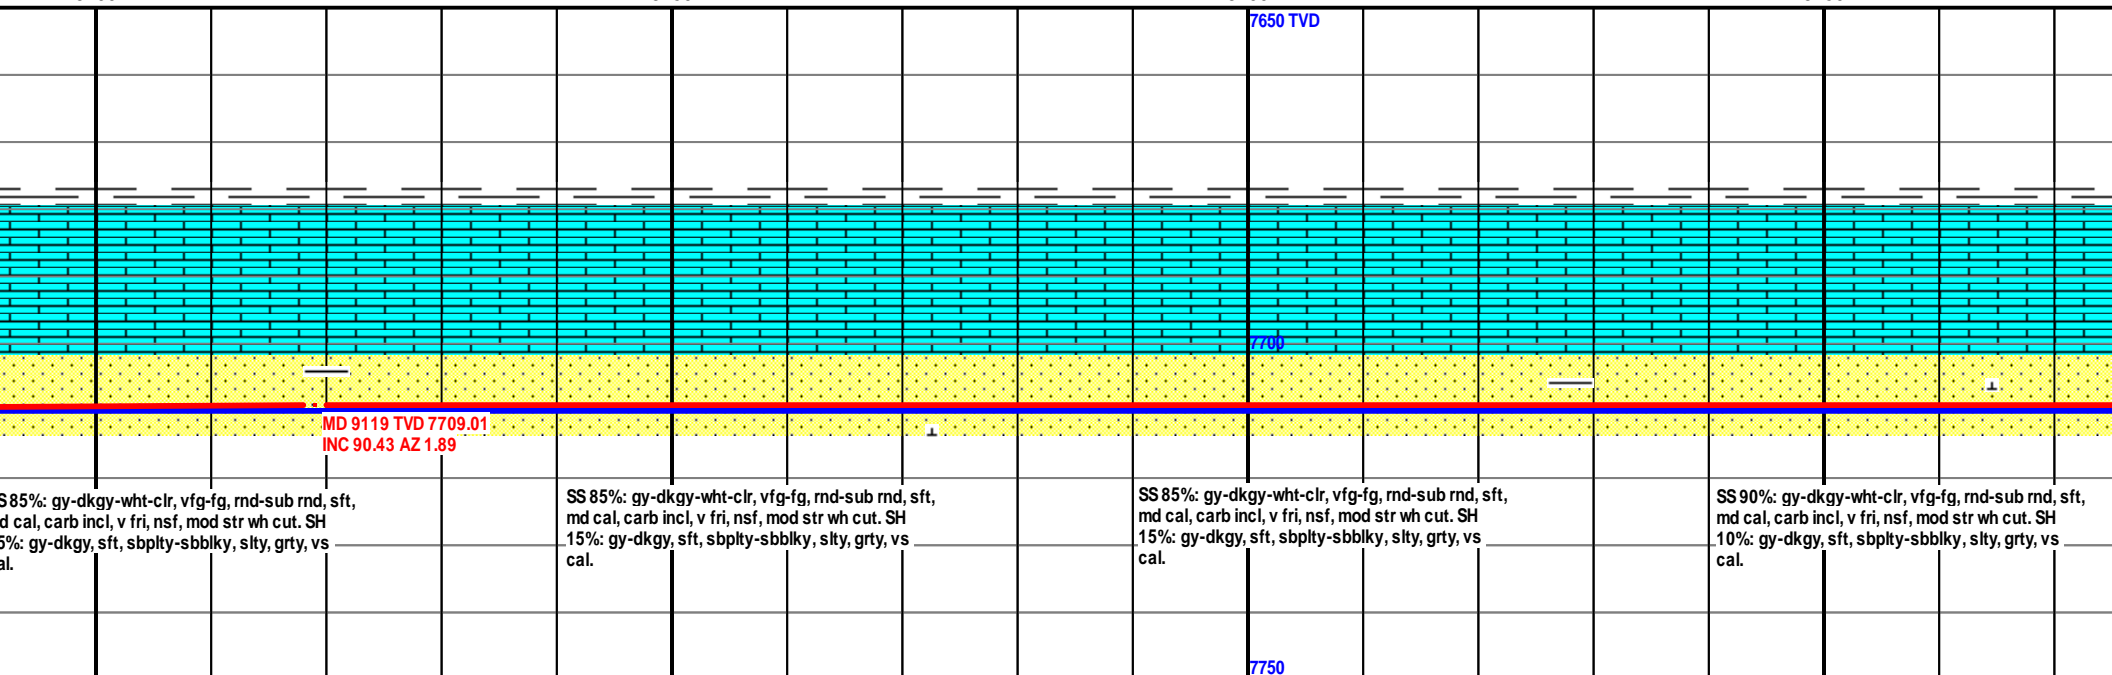 7650 TVD
7700
MD 9119 TVD 7709.01
INC 90.43 AZ 1.89
85%: gy-dkgy-wht-clr, vfg-fg, rnd-sub rnd, sft,
cal, carb incl, v fri, nsf, mod str wh cut. SH
gy-dkgy, sft, sbplty-sbblky, slty, grty, vs
SS 85%: gy-dkgy-wht-clr, vfg-fg, rnd-sub rnd, sft,
md cal, carb incl, v fri, nsf, mod str wh cut. SH
15%: gy-dkgy, sft, sbplty-sbblky, slty, grty, vs
cal.
SS 85%: gy-dkgy-wht-clr, vfg-fg, rnd-sub rnd, sft,
md cal, carb incl, v fri, nsf, mod str wh cut. SH
15%: gy-dkgy, sft, sbplty-sbblky, slty, grty, vs
cal.
SS 90%: gy-dkgy-wht-clr, vfg-fg, rnd-sub rnd, sft,
md cal, carb incl, v fri, nsf, mod str wh cut. SH
10%: gy-dkgy, sft, sbplty-sbblky, slty, grty, vs
cal.
7750